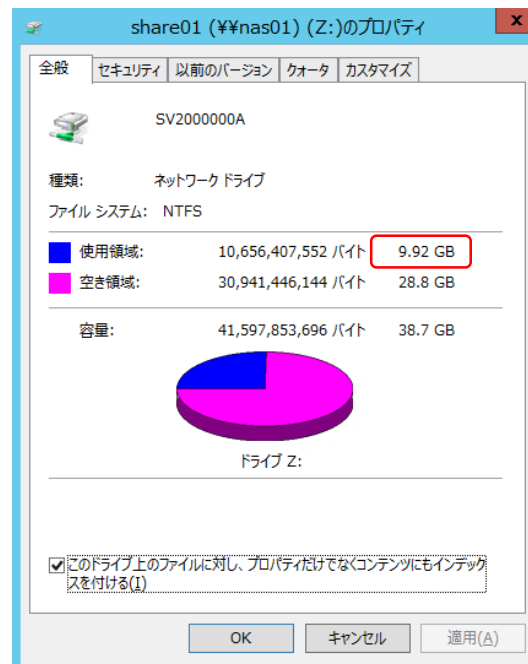 share01 (¥¥nas01) (Z:)のプロパティ
x
全般 セキュリティ 以前のバージョン クォータ カスタマイズ
SV2000000A
種類: ネットワーク ドライブ
ファイル システム: NTFS
使用領域: 10,656,407,552 バイト 9.92 GB
空き領域: 30,941,446,144 バイト 28.8 GB
容量: 41,597,853,696 バイト 38.7 GB
ドライブ Z:
このドライブ上のファイルに対し、プロパティだけでなくコンテンツにもインデック
スを付ける(I)
OK キャンセル 適用(A)